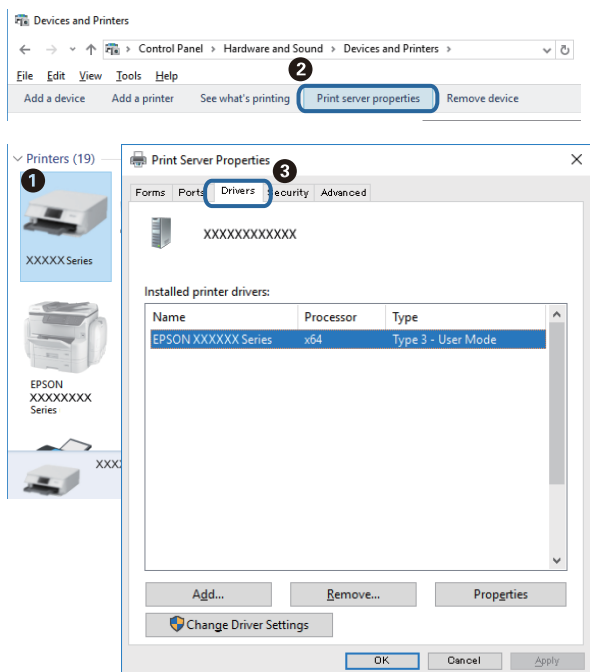 Devices and Printers
Control Panel > Hardware and Sound > Devices and Printers >
2
File Edit View Tools Help
Add a device Add a printer See what's printing Print server properties Remove device
Printers (19)
1
XXXXX Series
EPSON
XXXXXXXX
Series
XXX
Print Server Properties
3
Forms Ports Drivers Security Advanced
XXXXXXXXXXXX
Installed printer drivers:
Name Processor Type
EPSON XXXXXX Series x64 Type 3 - User Mode
Add... Remove... Properties
Change Driver Settings
OK Cancel Apply